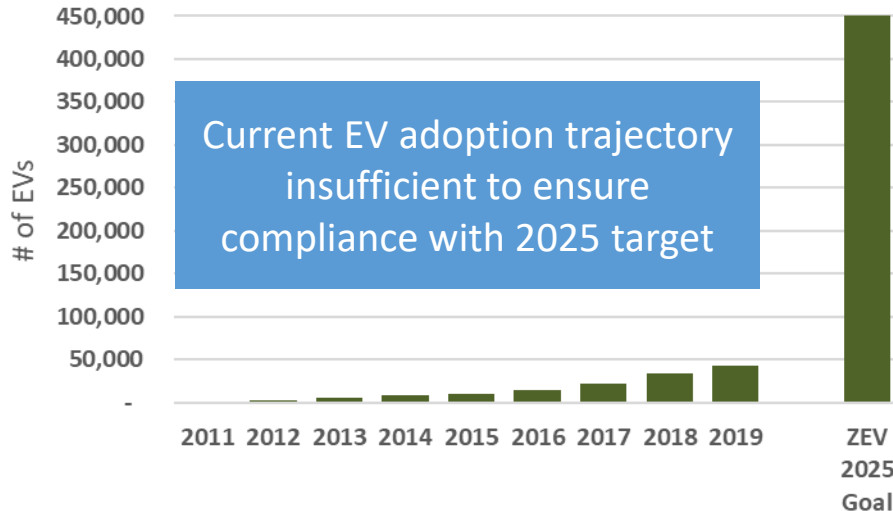 450,000
400,000
350,000
300,000
250,000
200,000
150,000
100,000
50,000
-
# of EVs
Current EV adoption trajectory
insufficient to ensure
compliance with 2025 target
2011 2012 2013 2014 2015 2016 2017 2018 2019
ZEV
2025
Goal